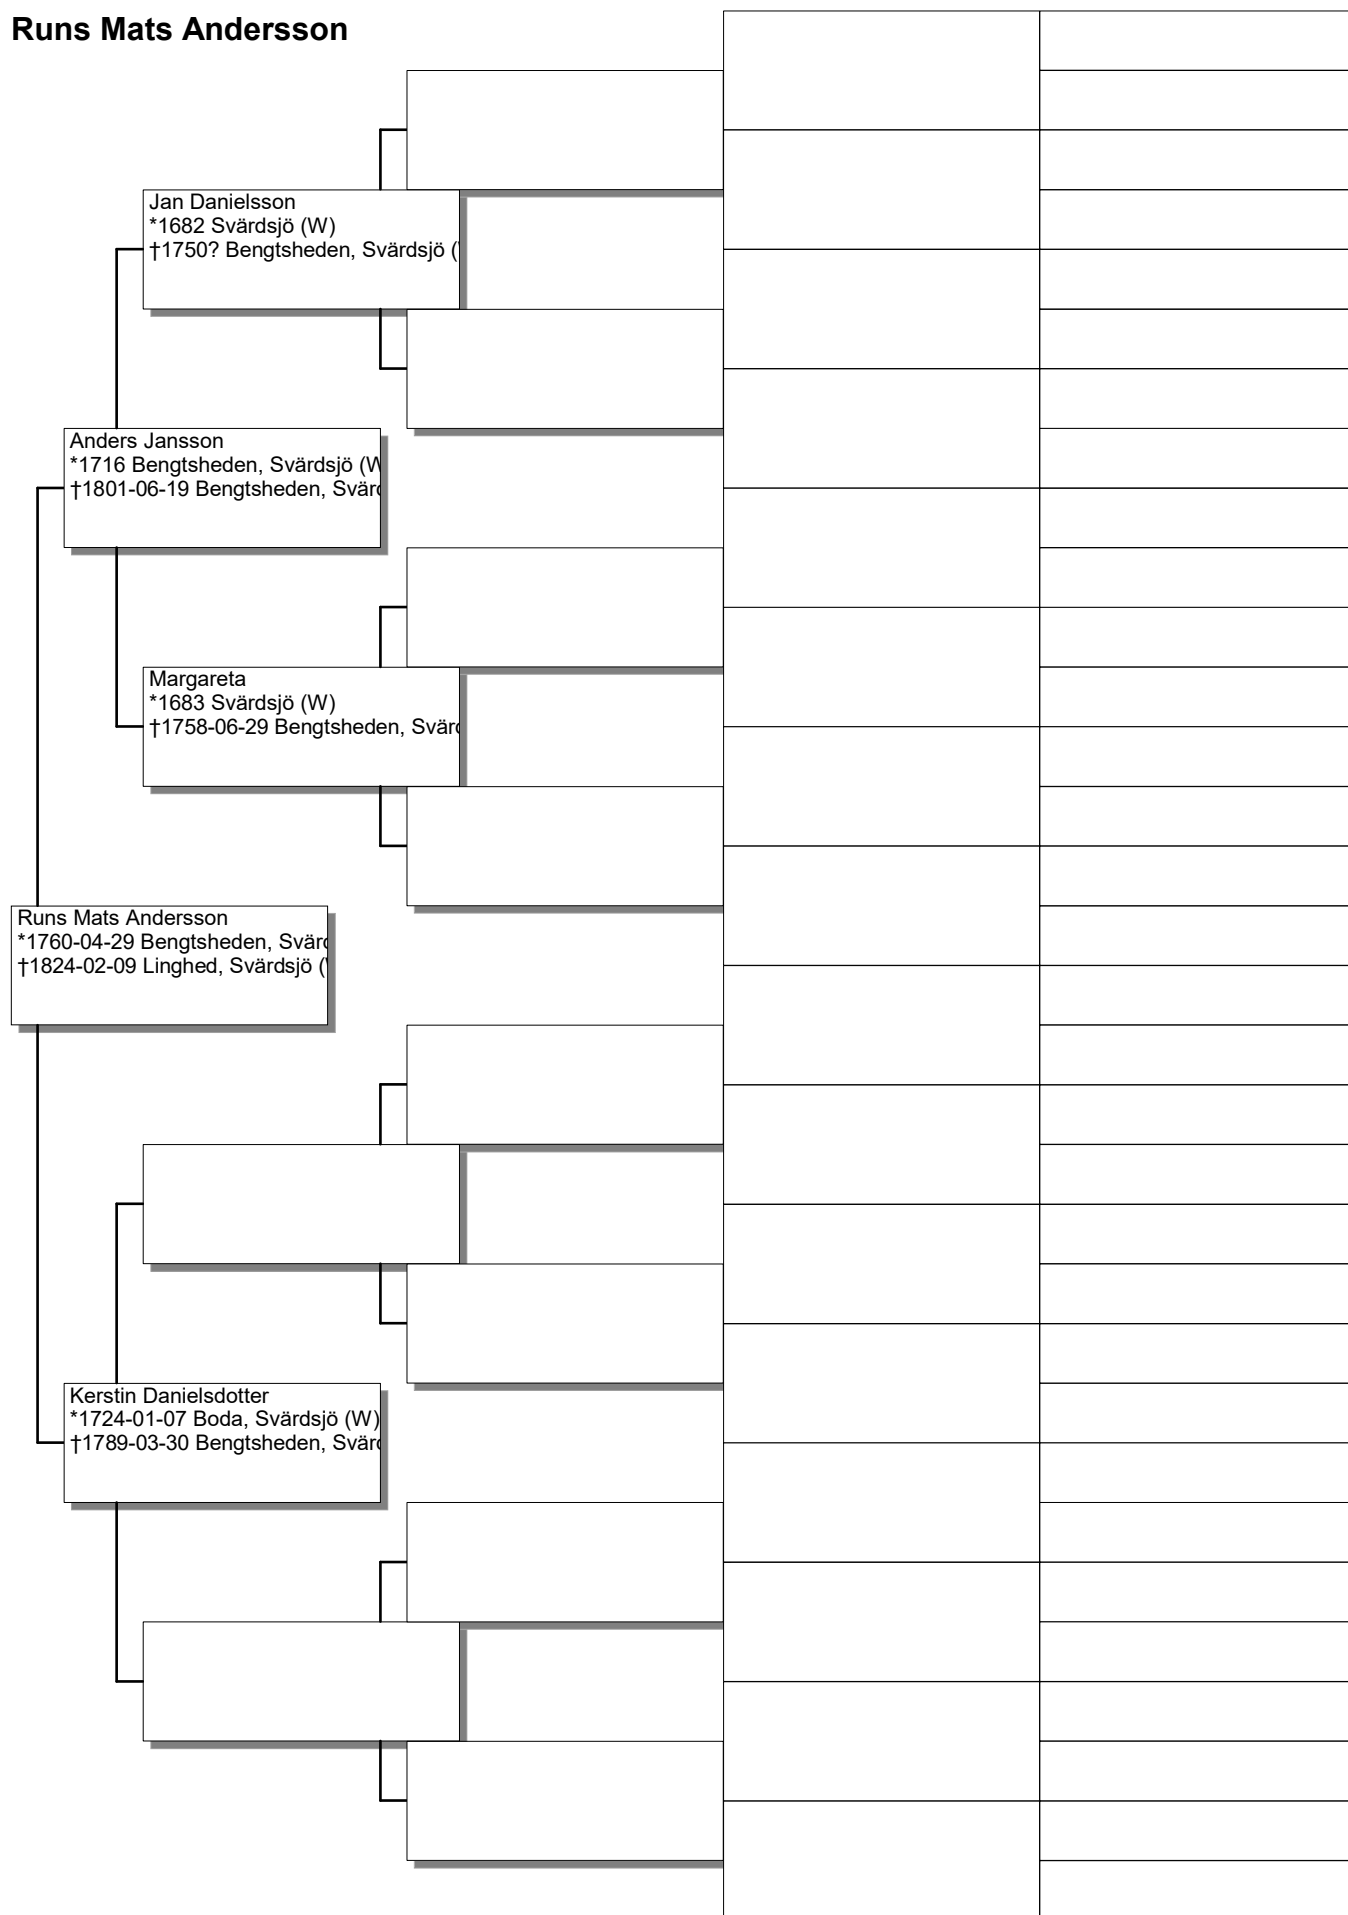 Runs Mats Andersson
Jan Danielsson
*1682 Svärdsjö (W)
†1750? Bengtsheden, Svärdsjö (
Anders Jansson
*1716 Bengtsheden, Svärdsjö (W
†1801-06-19 Bengtsheden, Svärd
Margareta
*1683 Svärdsjö (W)
†1758-06-29 Bengtsheden, Svärd
Runs Mats Andersson
*1760-04-29 Bengtsheden, Svärd
†1824-02-09 Linghed, Svärdsjö (
Kerstin Danielsdotter
*1724-01-07 Boda, Svärdsjö (W)
†1789-03-30 Bengtsheden, Svärd